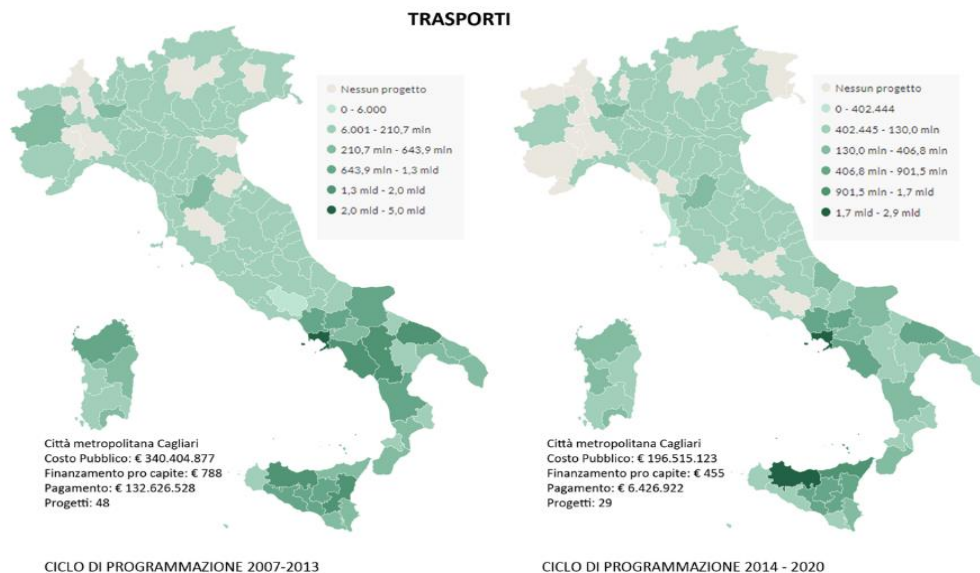 TRASPORTI
Nessun progetto
0 - 6.000
6.001 - 210,7 mln
210,7 mln - 643,9 mln
643,9 mln - 1,3 mld
1,3 mld - 2,0 mld
2,0 mld - 5,0 mld
Nessun progetto
0 - 402.444
402.445 - 130,0 mln
130,0 mln - 406,8 mln
406,8 mln - 901,5 mln
901,5 mln - 1,7 mld
1,7 mld - 2,9 mld
Città metropolitana Cagliari
Costo Pubblico: € 340.404.877
Finanzamento pro capite: € 788
Pagamento: € 132.626.528
Progetti: 48
Città metropolitana Cagliari
Costo Pubblico: € 196.515.123
Finanzamento pro capite: € 455
Pagamento: € 6.426.922
Progetti: 29
CICLO DI PROGRAMMAZIONE 2007-2013
CICLO DI PROGRAMMAZIONE 2014 - 2020